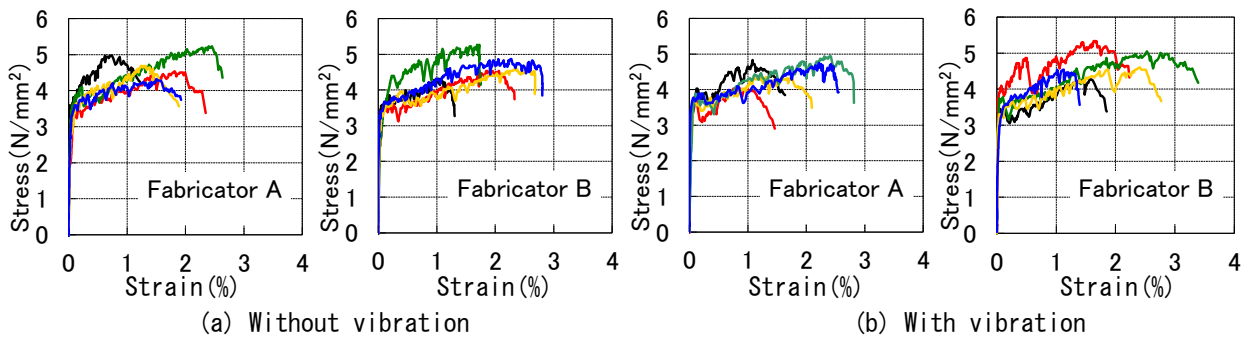 6 6 6 6
5 5 5 5
4 4 4 4
3 3 3 3
2 2 2 2
1 1 1 1
0 0 0 0
Stress(N/mm²) Stress(N/mm²) Stress(N/mm²) Stress(N/mm²)
Fabricator A Fabricator B Fabricator A Fabricator B
0 1 2 3 4 0 1 2 3 4 0 1 2 3 4 0 1 2 3 4
Strain(%) Strain(%) Strain(%) Strain(%)
(a) Without vibration (b) With vibration